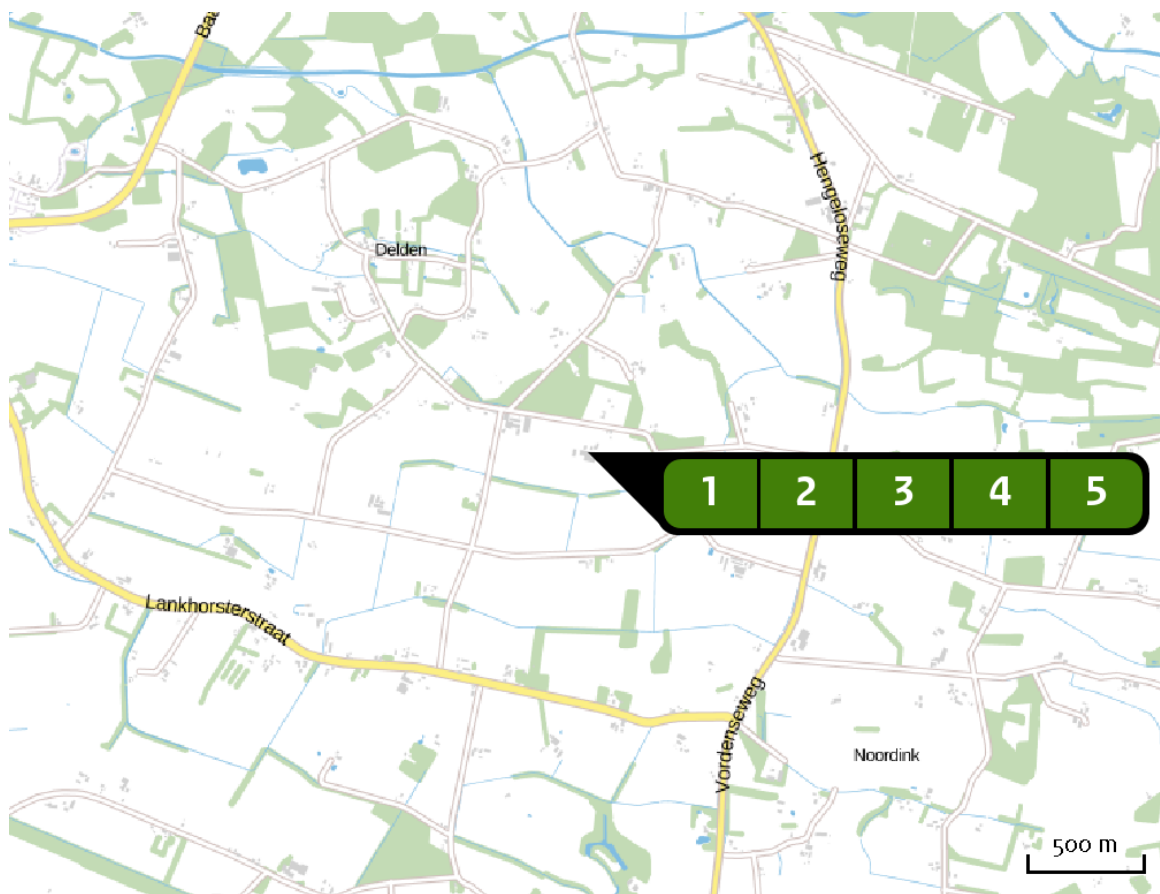 Hengeloseweg
Delden
1 2 3 4 5
Lankhorsterstraat
Vordenseweg
Noordink
500 m